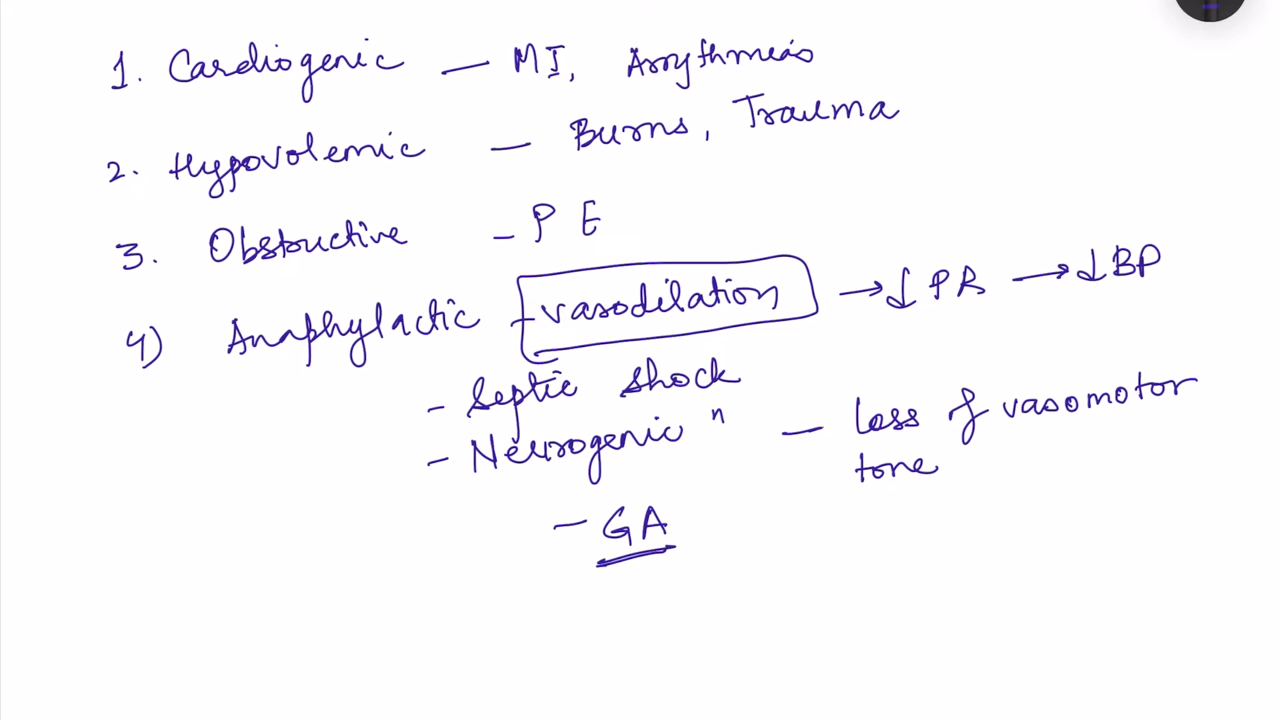 1. Cardiogenic — MI, Arrythmeas
2. Hypovolemic — Burns, Trauma
3. Obstructive - PE
4) Anaphylactic - vasodilation → ↓ PR → ↓ BP
- Septic shock
- Neurogenic " — loss of vasomotor
tone
- GA